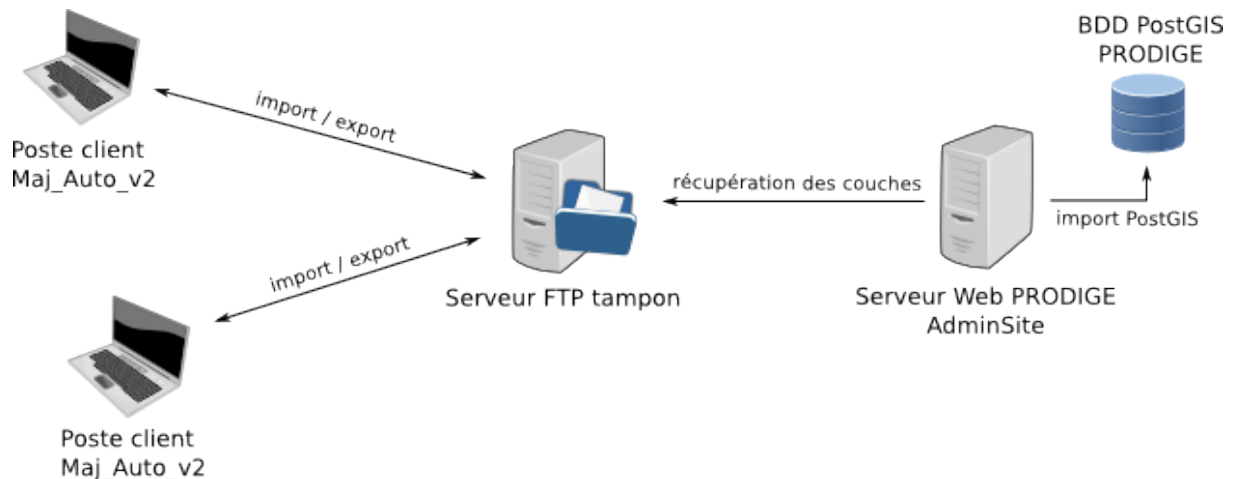 BDD PostGIS
PRODIGE
import / export
Poste client
Maj_Auto_v2
récupération des couches
import PostGIS
import / export
Serveur FTP tampon
Serveur Web PRODIGE
AdminSite
Poste client
Maj_Auto_v2